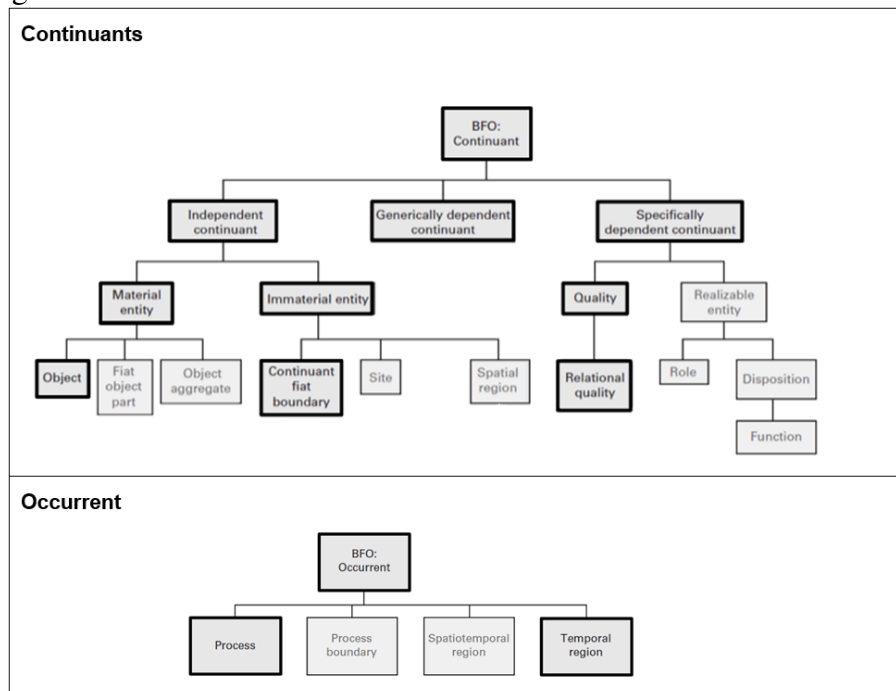 Continuants
BFO:
Continuant
Independent
continuant
Generically dependent
continuant
Specifically
dependent continuant
Material
entity
Immaterial entity
Quality
Realizable
entity
Object
Fiat
object
part
Object
aggregate
Continuant
fiat
boundary
Site
Spatial
region
Relational
quality
Role
Disposition
Function
Occurrent
BFO:
Occurrent
Process
Process
boundary
Spatiotemporal
region
Temporal
region